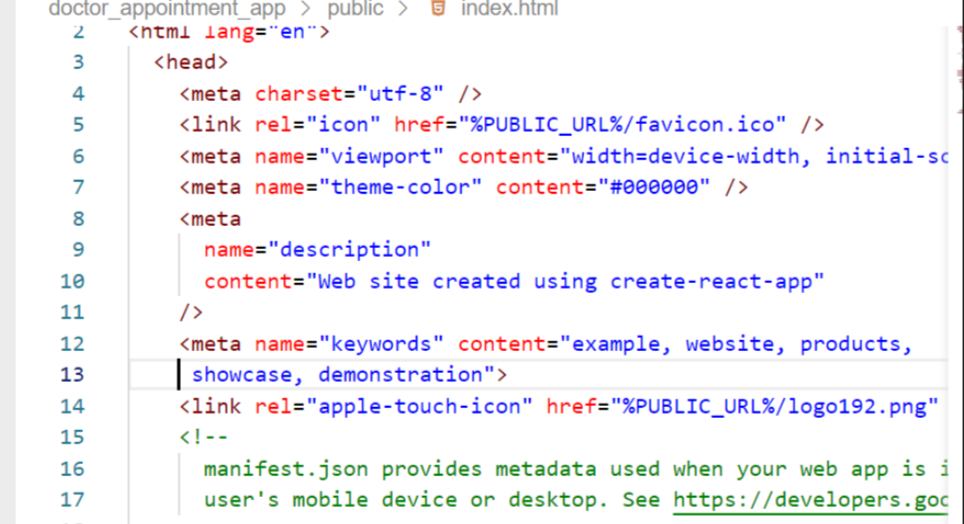 doctor_appointment_app > public > index.html
2 <html lang="en">
3 <head>
4 <meta charset="utf-8" />
5 <link rel="icon" href="%PUBLIC_URL%/favicon.ico" />
6 <meta name="viewport" content="width=device-width, initial-sc
7 <meta name="theme-color" content="#000000" />
8 <meta
9 name="description"
10 content="Web site created using create-react-app"
11 />
12 <meta name="keywords" content="example, website, products,
13 showcase, demonstration">
14 <link rel="apple-touch-icon" href="%PUBLIC_URL%/logo192.png"
15 <!--
16 manifest.json provides metadata used when your web app is i
17 user's mobile device or desktop. See https://developers.goo